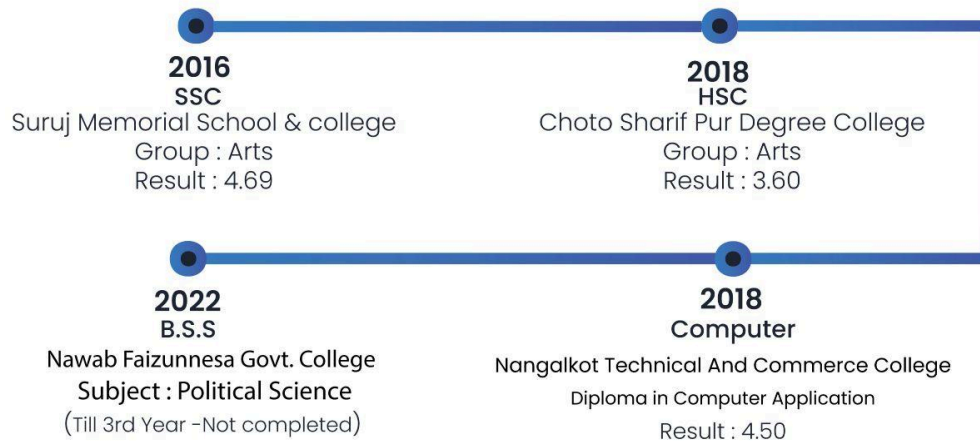 2016
SSC
Suruj Memorial School & college
Group : Arts
Result : 4.69
2018
HSC
Choto Sharif Pur Degree College
Group : Arts
Result : 3.60
2022
B.S.S
Nawab Faizunnesa Govt. College
Subject : Political Science
(Till 3rd Year -Not completed)
2018
Computer
Nangalkot Technical And Commerce College
Diploma in Computer Application
Result : 4.50